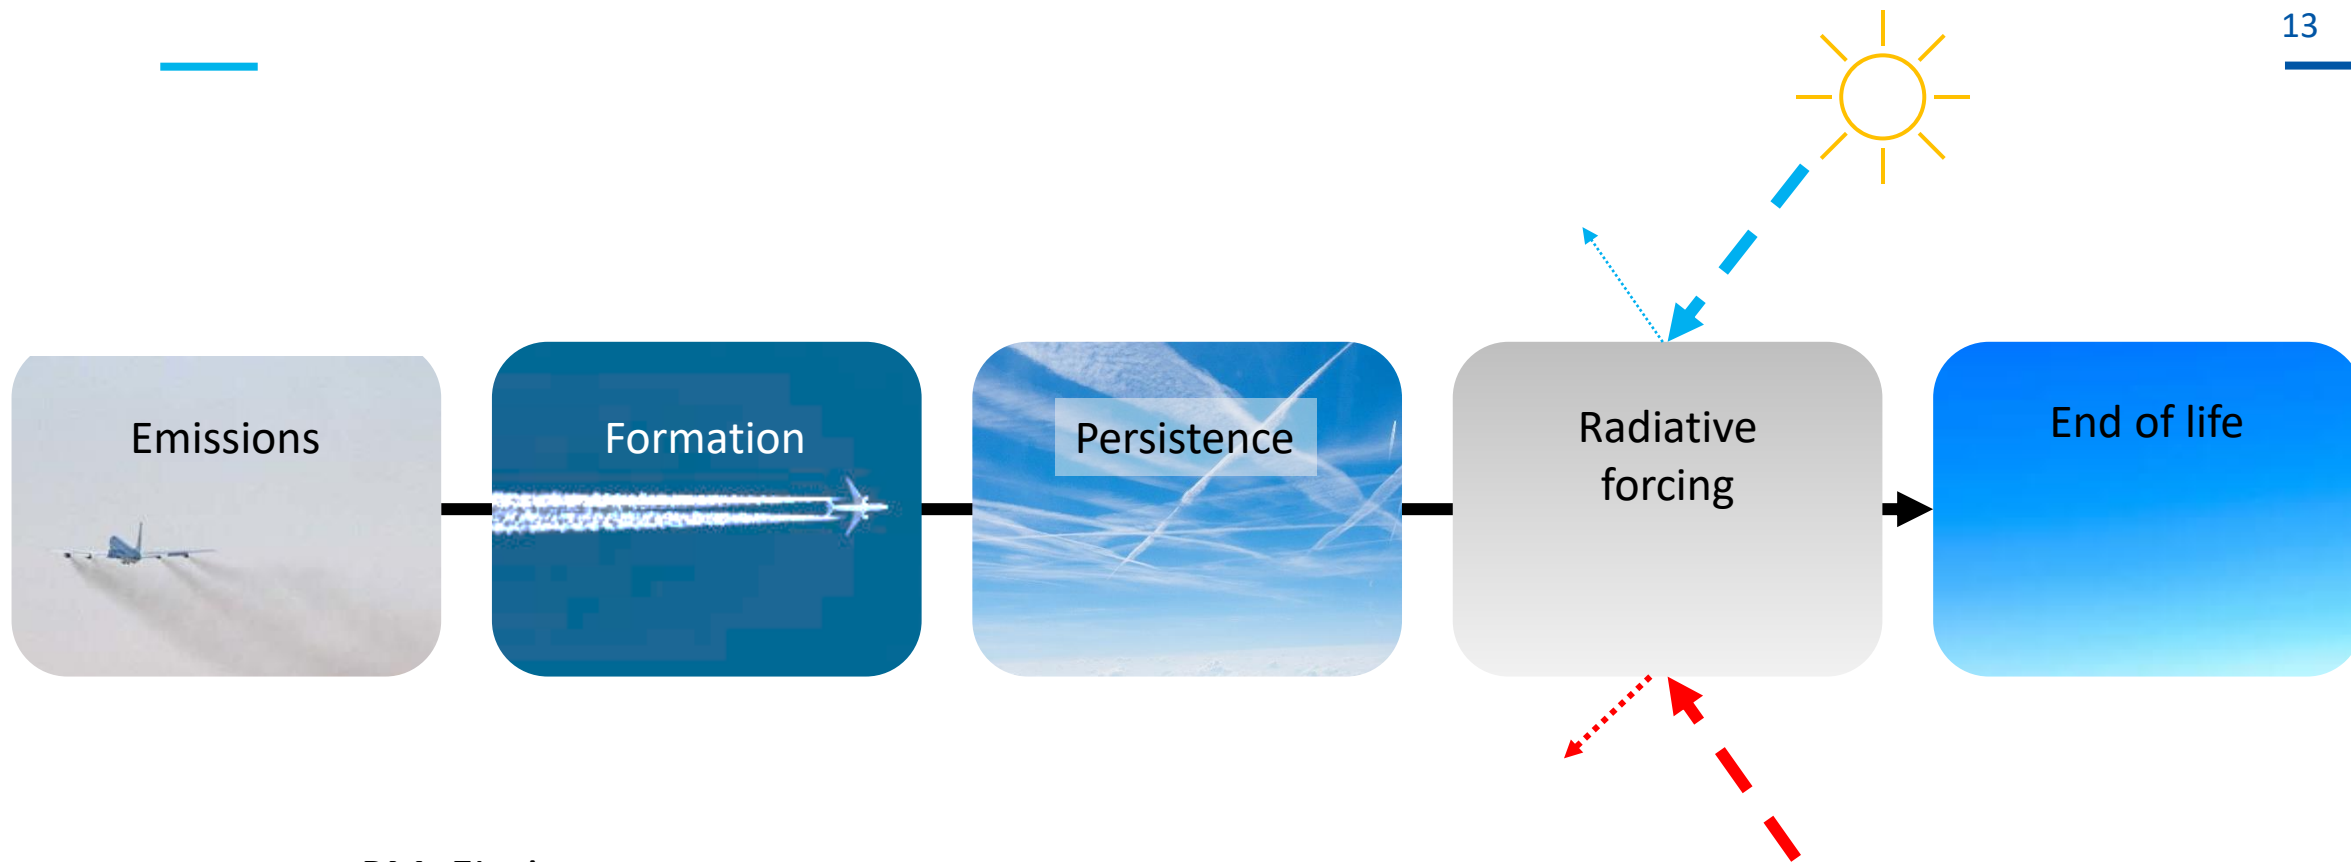 13
Emissions
Formation
Persistence
Radiative
forcing
End of life